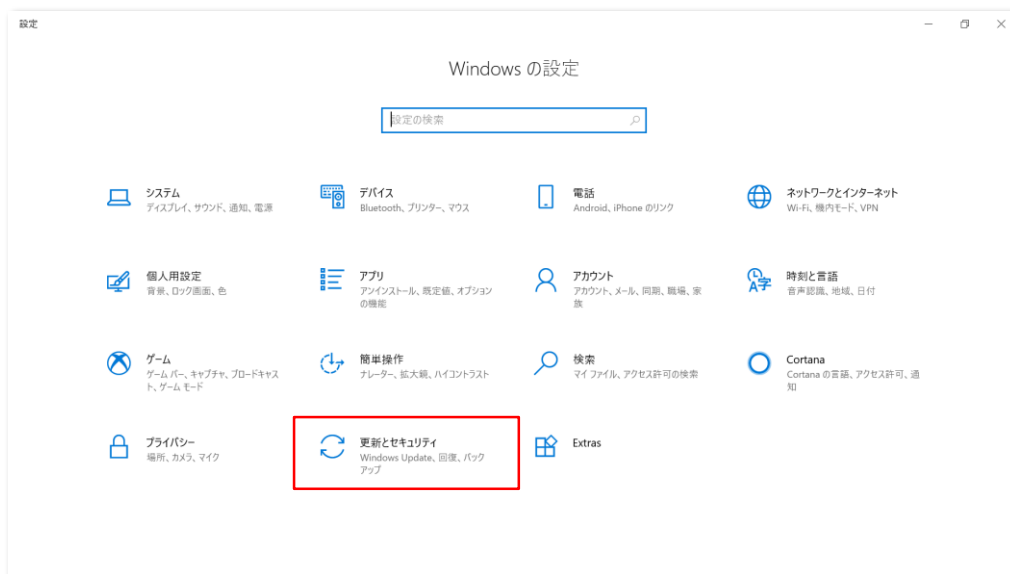 設定
Windows の設定
設定の検索
システム
ディスプレイ、サウンド、通知、電源
デバイス
Bluetooth、プリンター、マウス
電話
Android、iPhone のリンク
ネットワークとインターネット
Wi-Fi、機内モード、VPN
個人用設定
背景、ロック画面、色
アプリ
アンインストール、既定値、オプション
の機能
アカウント
アカウント、メール、同期、職場、家
族
時刻と言語
音声認識、地域、日付
ゲーム
ゲーム バー、キャプチャ、ブロードキャス
ト、ゲーム モード
簡単操作
ナレーター、拡大鏡、ハイコントラスト
検索
マイ ファイル、アクセス許可の検索
Cortana
Cortana の言語、アクセス許可、通
知
プライバシー
場所、カメラ、マイク
更新とセキュリティ
Windows Update、回復、バック
アップ
Extras